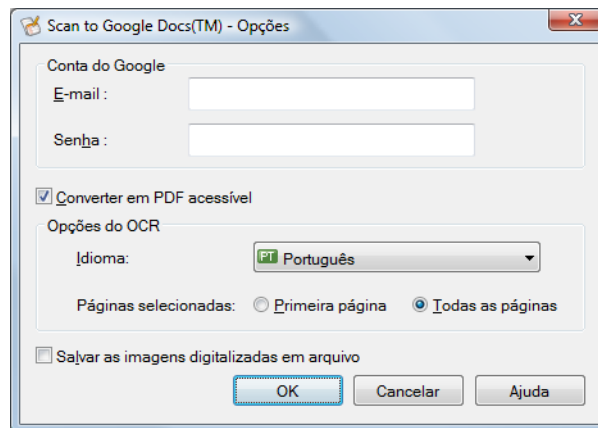 Scan to Google Docs(TM) - Opções
Conta do Google
E-mail :
Senha :
Converter em PDF acessível
Opções do OCR
Idioma:
PT Português
Páginas selecionadas: Primeira página Todas as páginas
Salvar as imagens digitalizadas em arquivo
OK Cancelar Ajuda